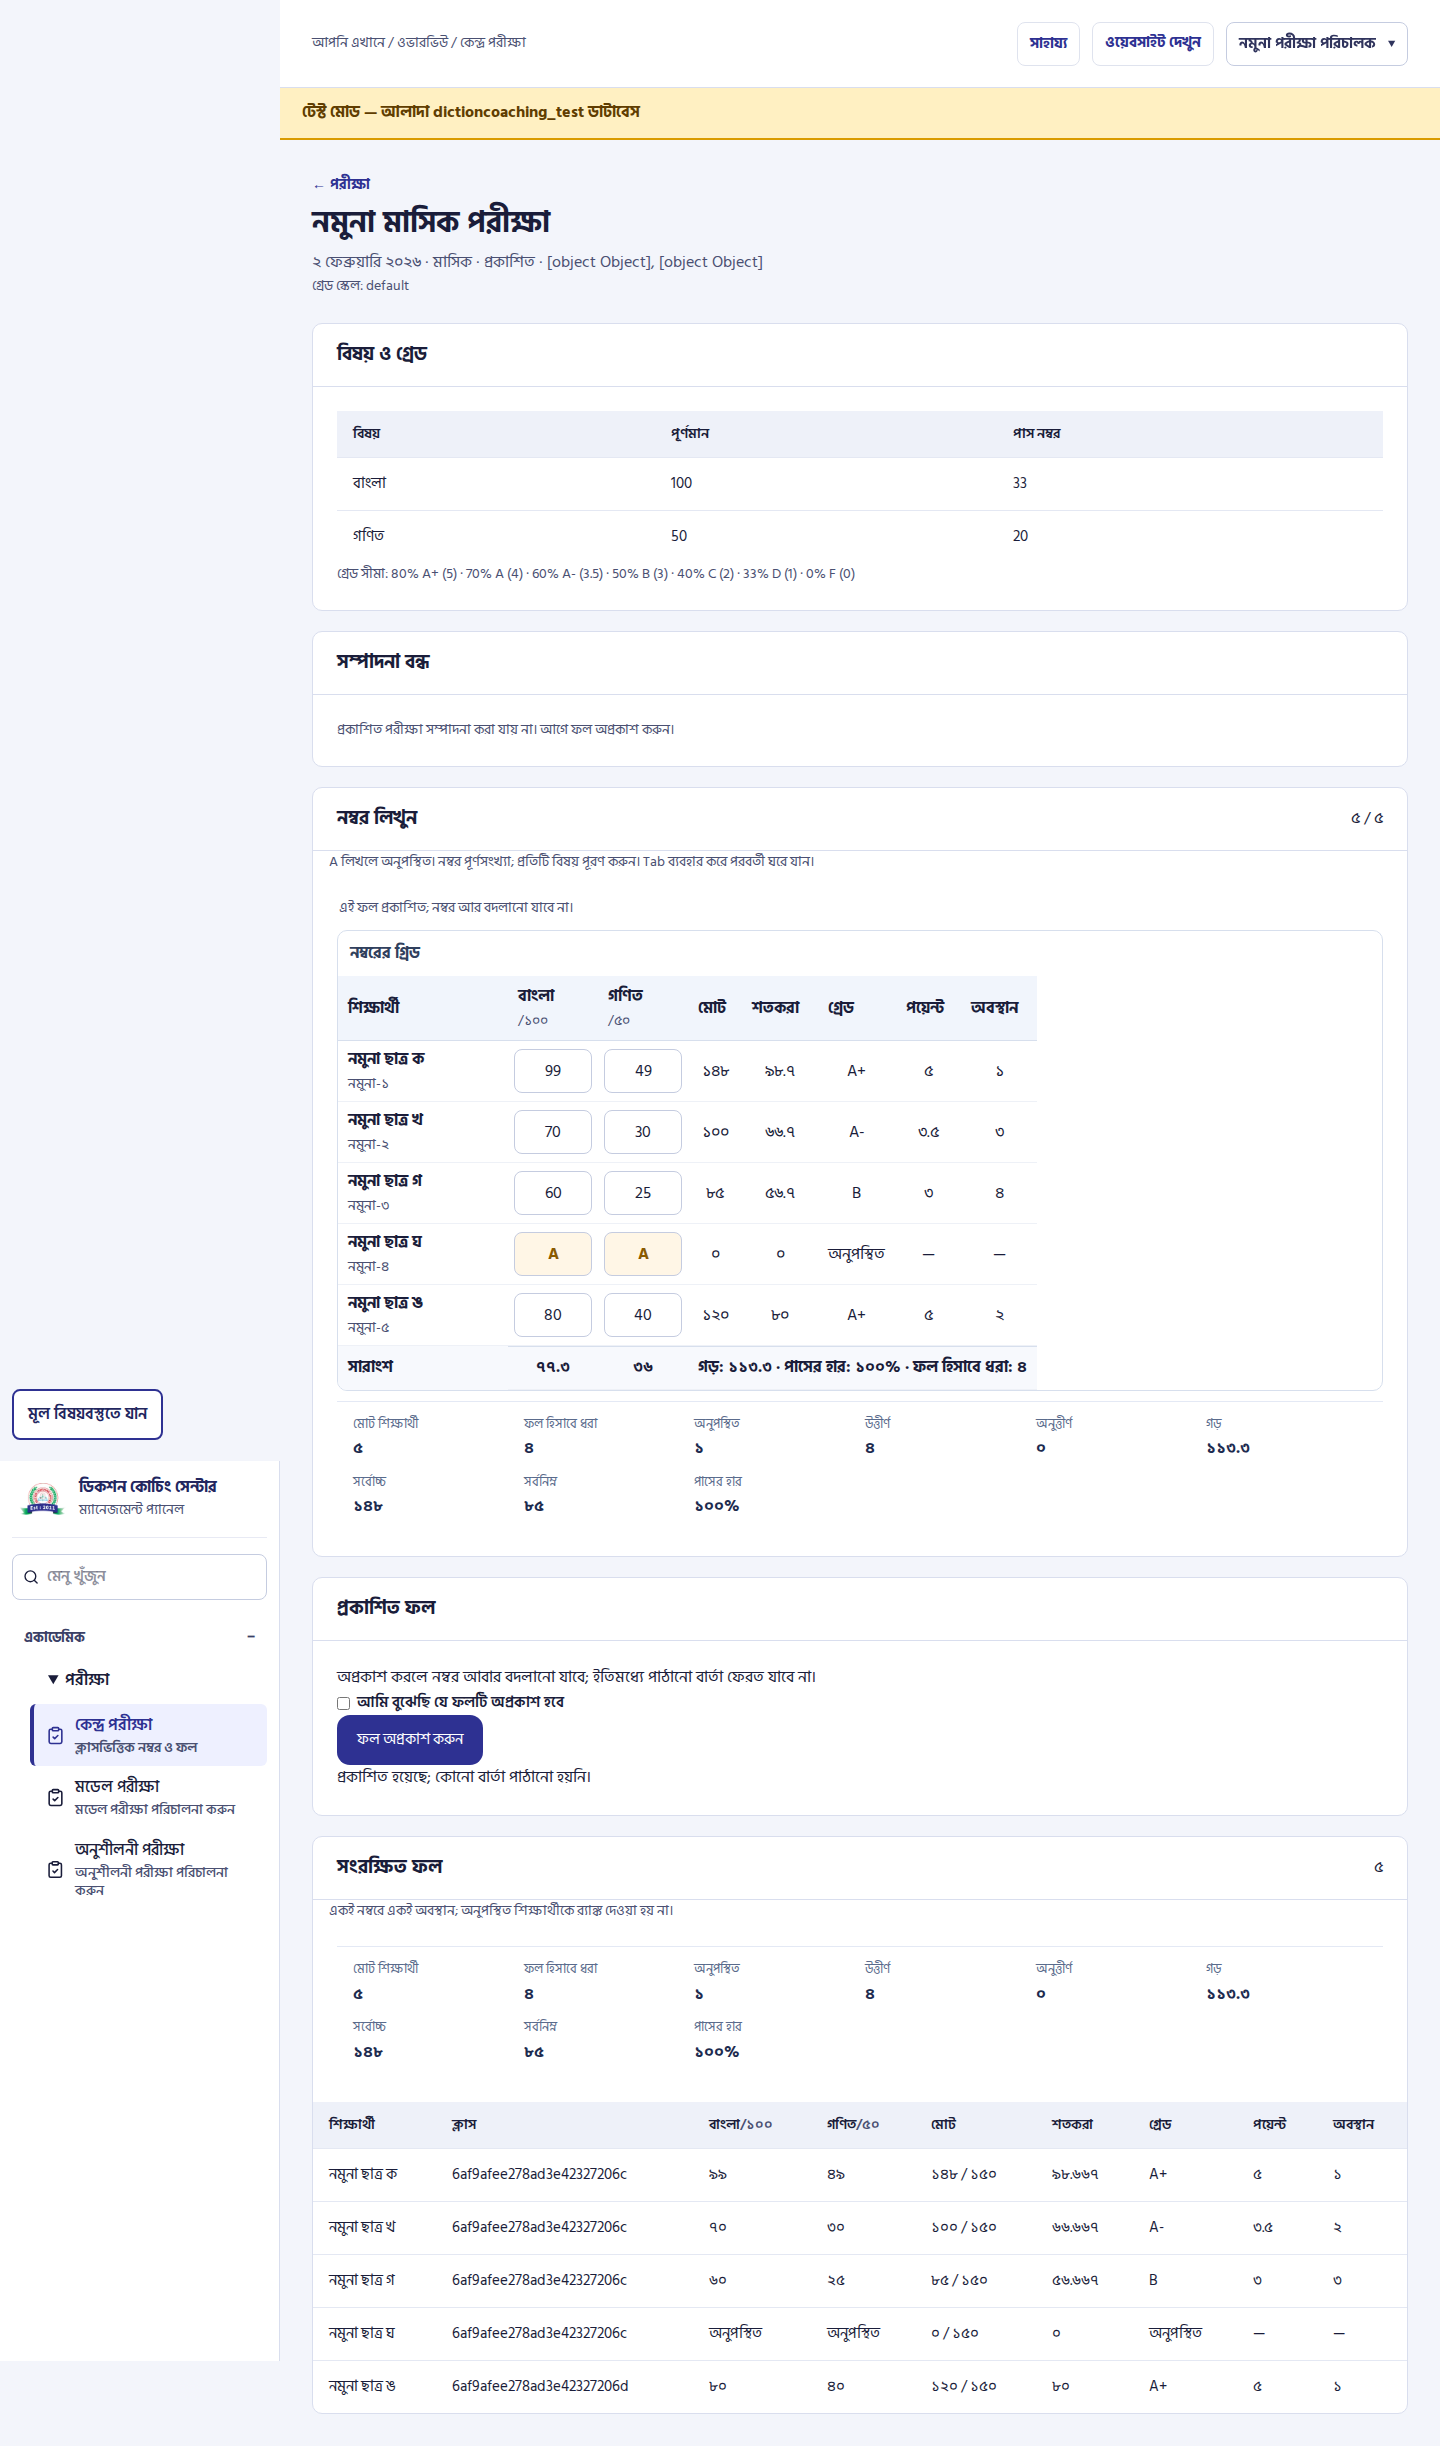 আপনি এখানে / ওভারভিউ / কেন্দ্র পরীক্ষা
সাহায্য
ওয়েবসাইট দেখুন
নমুনা পরীক্ষা পরিচালক ▾
টেস্ট মোড — আলাদা dictioncoaching_test ডাটাবেস
← পরীক্ষা
নমুনা মাসিক পরীক্ষা
২ ফেব্রুয়ারি ২০২৬ · মাসিক · প্রকাশিত · [object Object], [object Object]
গ্রেড স্কেল: default
বিষয় ও গ্রেড
বিষয় পূর্ণমান পাস নম্বর
বাংলা 100 33
গণিত 50 20
গ্রেড সীমা: 80% A+ (5) · 70% A (4) · 60% A- (3.5) · 50% B (3) · 40% C (2) · 33% D (1) · 0% F (0)
সম্পাদনা বন্ধ
প্রকাশিত পরীক্ষা সম্পাদনা করা যায় না। আগে ফল অপ্রকাশ করুন।
নম্বর লিখুন ৫ / ৫
A লিখলে অনুপস্থিত। নম্বর পূর্ণসংখ্যা; প্রতিটি বিষয় পূরণ করুন। Tab ব্যবহার করে পরবর্তী ঘরে যান।
এই ফল প্রকাশিত; নম্বর আর বদলানো যাবে না।
নম্বরের গ্রিড
শিক্ষার্থী বাংলা /১০০ গণিত /৫০ মোট শতকরা গ্রেড পয়েন্ট অবস্থান
নমুনা ছাত্র ক 99 49 ১৪৮ ৯৮.৭ A+ ৫ ১
নমুনা-১
নমুনা ছাত্র খ 70 30 ১০০ ৬৬.৭ A- ৩.৫ ৩
নমুনা-২
নমুনা ছাত্র গ 60 25 ৮৫ ৫৬.৭ B ৩ ৪
নমুনা-৩
নমুনা ছাত্র ঘ A A ০ ০ অনুপস্থিত — —
নমুনা-৪
নমুনা ছাত্র ঙ 80 40 ১২০ ৮০ A+ ৫ ২
নমুনা-৫
সারাংশ ৭৭.৩ ৩৬ গড়: ১১৩.৩ · পাসের হার: ১০০% · ফল হিসাবে ধরা: ৪
মোট শিক্ষার্থী ফল হিসাবে ধরা অনুপস্থিত উত্তীর্ণ অনুত্তীর্ণ গড়
৫ ৪ ১ ৪ ০ ১১৩.৩
সর্বোচ্চ সর্বনিম্ন পাসের হার
১৪৮ ৮৫ ১০০%
প্রকাশিত ফল
অপ্রকাশ করলে নম্বর আবার বদলানো যাবে; ইতিমধ্যে পাঠানো বার্তা ফেরত যাবে না।
আমি বুঝেছি যে ফলটি অপ্রকাশ হবে
ফল অপ্রকাশ করুন
প্রকাশিত হয়েছে; কোনো বার্তা পাঠানো হয়নি।
সংরক্ষিত ফল ৫
একই নম্বরে একই অবস্থান; অনুপস্থিত শিক্ষার্থীকে র‍্যাঙ্ক দেওয়া হয় না।
মোট শিক্ষার্থী ফল হিসাবে ধরা অনুপস্থিত উত্তীর্ণ অনুত্তীর্ণ গড়
৫ ৪ ১ ৪ ০ ১১৩.৩
সর্বোচ্চ সর্বনিম্ন পাসের হার
১৪৮ ৮৫ ১০০%
শিক্ষার্থী ক্লাস বাংলা/১০০ গণিত/৫০ মোট শতকরা গ্রেড পয়েন্ট অবস্থান
নমুনা ছাত্র ক 6af9afee278ad3e42327206c ৯৯ ৪৯ ১৪৮ / ১৫০ ৯৮.৬৬৭ A+ ৫ ১
নমুনা ছাত্র খ 6af9afee278ad3e42327206c ৭০ ৩০ ১০০ / ১৫০ ৬৬.৬৬৭ A- ৩.৫ ২
নমুনা ছাত্র গ 6af9afee278ad3e42327206c ৬০ ২৫ ৮৫ / ১৫০ ৫৬.৬৬৭ B ৩ ৩
নমুনা ছাত্র ঘ 6af9afee278ad3e42327206c অনুপস্থিত অনুপস্থিত ০ / ১৫০ ০ অনুপস্থিত — —
নমুনা ছাত্র ঙ 6af9afee278ad3e42327206d ৮০ ৪০ ১২০ / ১৫০ ৮০ A+ ৫ ১
মূল বিষয়বস্তুতে যান
ডিকশন কোচিং সেন্টার
ম্যানেজমেন্ট প্যানেল
মেনু খুঁজুন
একাডেমিক −
▼ পরীক্ষা
কেন্দ্র পরীক্ষা
ক্লাসভিত্তিক নম্বর ও ফল
মডেল পরীক্ষা
মডেল পরীক্ষা পরিচালনা করুন
অনুশীলনী পরীক্ষা
অনুশীলনী পরীক্ষা পরিচালনা
করুন